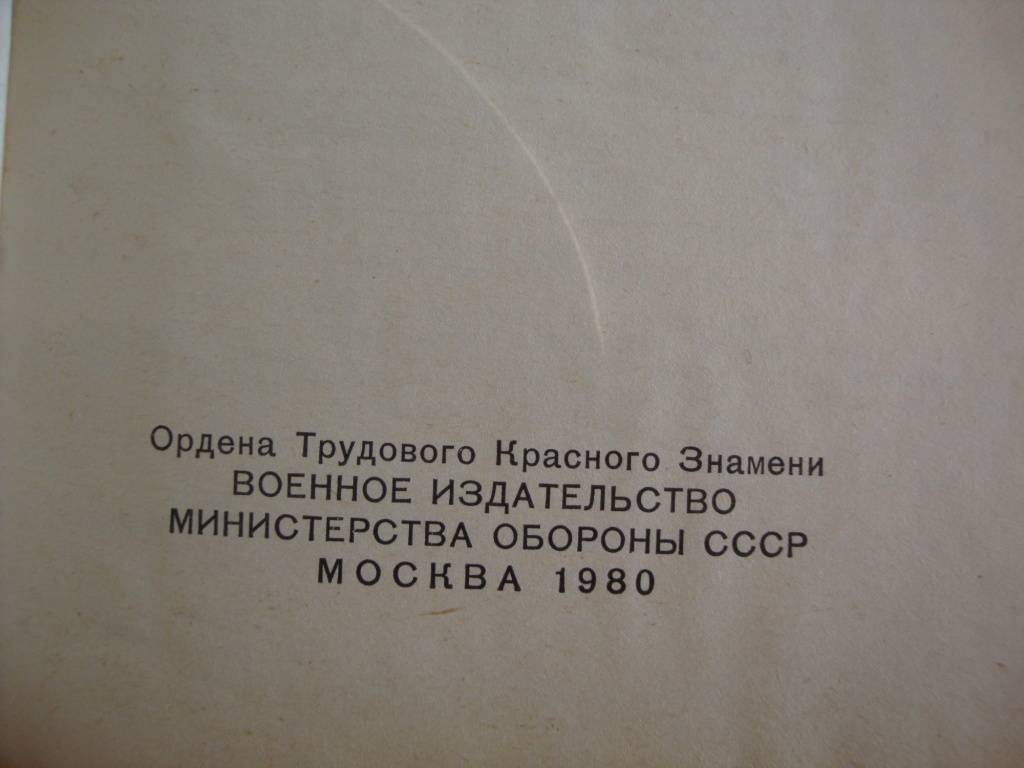 Ордена Трудового Красного Знамени
ВОЕННОЕ ИЗДАТЕЛЬСТВО
МИНИСТЕРСТВА ОБОРОНЫ СССР
МОСКВА 1980